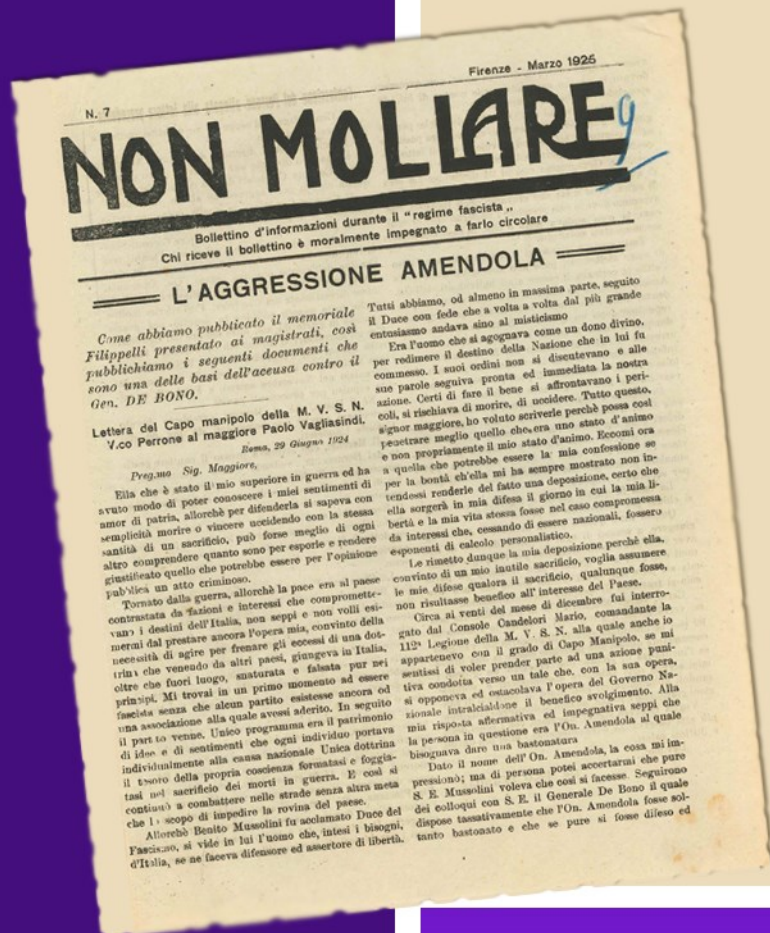 N. 7
Firenze - Marzo 1925
NON MOLLARE
9
Bollettino d'informazioni durante il "regime fascista „
Chi riceve il bollettino è moralmente impegnato a farlo circolare
L'AGGRESSIONE AMENDOLA
Come abbiamo pubbticato il memoriale
Filippelli presentato ai magistrati, così
pubblichiamo i seguenti documenti che
sono una delle basi dell'aceusa contro il
Gen. DE BONO.
Lettera del Capo manipolo della M. V. S. N.
V.co Perrone al maggiore Paolo Vagliasindi.
Roma, 29 Giugno 1924
Preg.mo Sig. Maggiore,
Ella che è stato il mio superiore in guerra ed ha
avuto modo di poter conoscere i miei sentimenti di
amor di patria, allorchè per difenderla si sapeva con
semplicità morire o vincere uccidendo con la stessa
santità di un sacrificio, può forse meglio di ogni
altro comprendere quanto sono per esporle e rendere
giustificato quello che potrebbe essere per l'opinione
pubblica un atto criminoso.
Tornato dalla guerra, allorchè la pace era al paese
contrastata da fazioni e interessi che compromette-
vano i destini dell'Italia, non seppi e non volli esi-
mermi dal prestare ancora l'opera mia, convinto della
necessità di agire per frenare gli eccessi di una dot-
trina che venendo da altri paesi, giungeva in Italia,
oltre che fuori luogo, snaturata e falsata pur nei
principi. Mi trovai in un primo momento ad essere
fascista senza che alcun partito esistesse ancora od
una associazione alla quale avessi aderito. In seguito
il partito venne. Unico programma era il patrimonio
di idee e di sentimenti che ogni individuo portava
individualmente alla causa nazionale Unica dottrina
il tesoro della propria coscienza formatasi e foggia-
tasi nel sacrificio dei morti in guerra. E così si
continuò a combattere nelle strade senza altra meta
che lo scopo di impedire la rovina del paese.
Allorchè Benito Mussolini fu acclamato Duce del
Fascismo, si vide in lui l'uomo che, intesi i bisogni,
d'Italia, se ne faceva difensore ed assertore di libertà.
Tutti abbiamo, od almeno in massima parte, seguito
il Duce con fede che a volta a volta dal più grande
entusiasmo andava sino al misticismo
Era l'uomo che si agognava come un dono divino,
per redimere il destino della Nazione che in lui fu
commesso. I suoi ordini non si discutevano e alle
sue parole seguiva pronta ed immediata la nostra
azione. Certi di fare il bene si affrontavano i peri-
coli, si rischiava di morire, di uccidere. Tutto questo,
signor maggiore, ho voluto scriverle perchè possa così
penetrare meglio quello che era uno stato d'animo
e non propriamente il mio stato d'animo. Eccomi ora
a quella che potrebbe essere la mia confessione se
per la bontà ch'ella mi ha sempre mostrato non in-
tendessi renderle del fatto una deposizione, certo che
ella sorgerà in mia difesa il giorno in cui la mia li-
bertà e la mia vita stessa fosse nel caso compromessa
da interessi che, cessando di essere nazionali, fossero
esponenti di calcolo personalistico.
Le rimetto dunque la mia deposizione perchè ella,
convinto di un mio inutile sacrificio, voglia assumere
le mie difese qualora il sacrificio, qualunque fosse,
non risultasse benefico all'interesse del Paese.
Circa ai venti del mese di dicembre fui interro-
gato dal Console Candelori Mario, comandante la
112ª Legione della M. V. S. N. alla quale anche io
appartenevo con il grado di Capo Manipolo, se mi
sentissi di voler prender parte ad una azione puni-
tiva condotta verso un tale che, con la sua opera,
si opponeva ed ostacolava l'opera del Governo Na-
zionale intralciandone il benefico svolgimento. Alla
mia risposta affermativa ed impegnativa seppi che
la persona in questione era l'On. Amendola al quale
bisognava dare una bastonatura
Dato il nome dell'On. Amendola, la cosa mi im-
pressionò; ma di persona potei accertarmi che pure
S. E. Mussolini voleva che così si facesse. Seguirono
dei colloqui con S. E. il Generale De Bono il quale
dispose tassativamente che l'On. Amendola fosse sol-
tanto bastonato e che se pure si fosse difeso ed